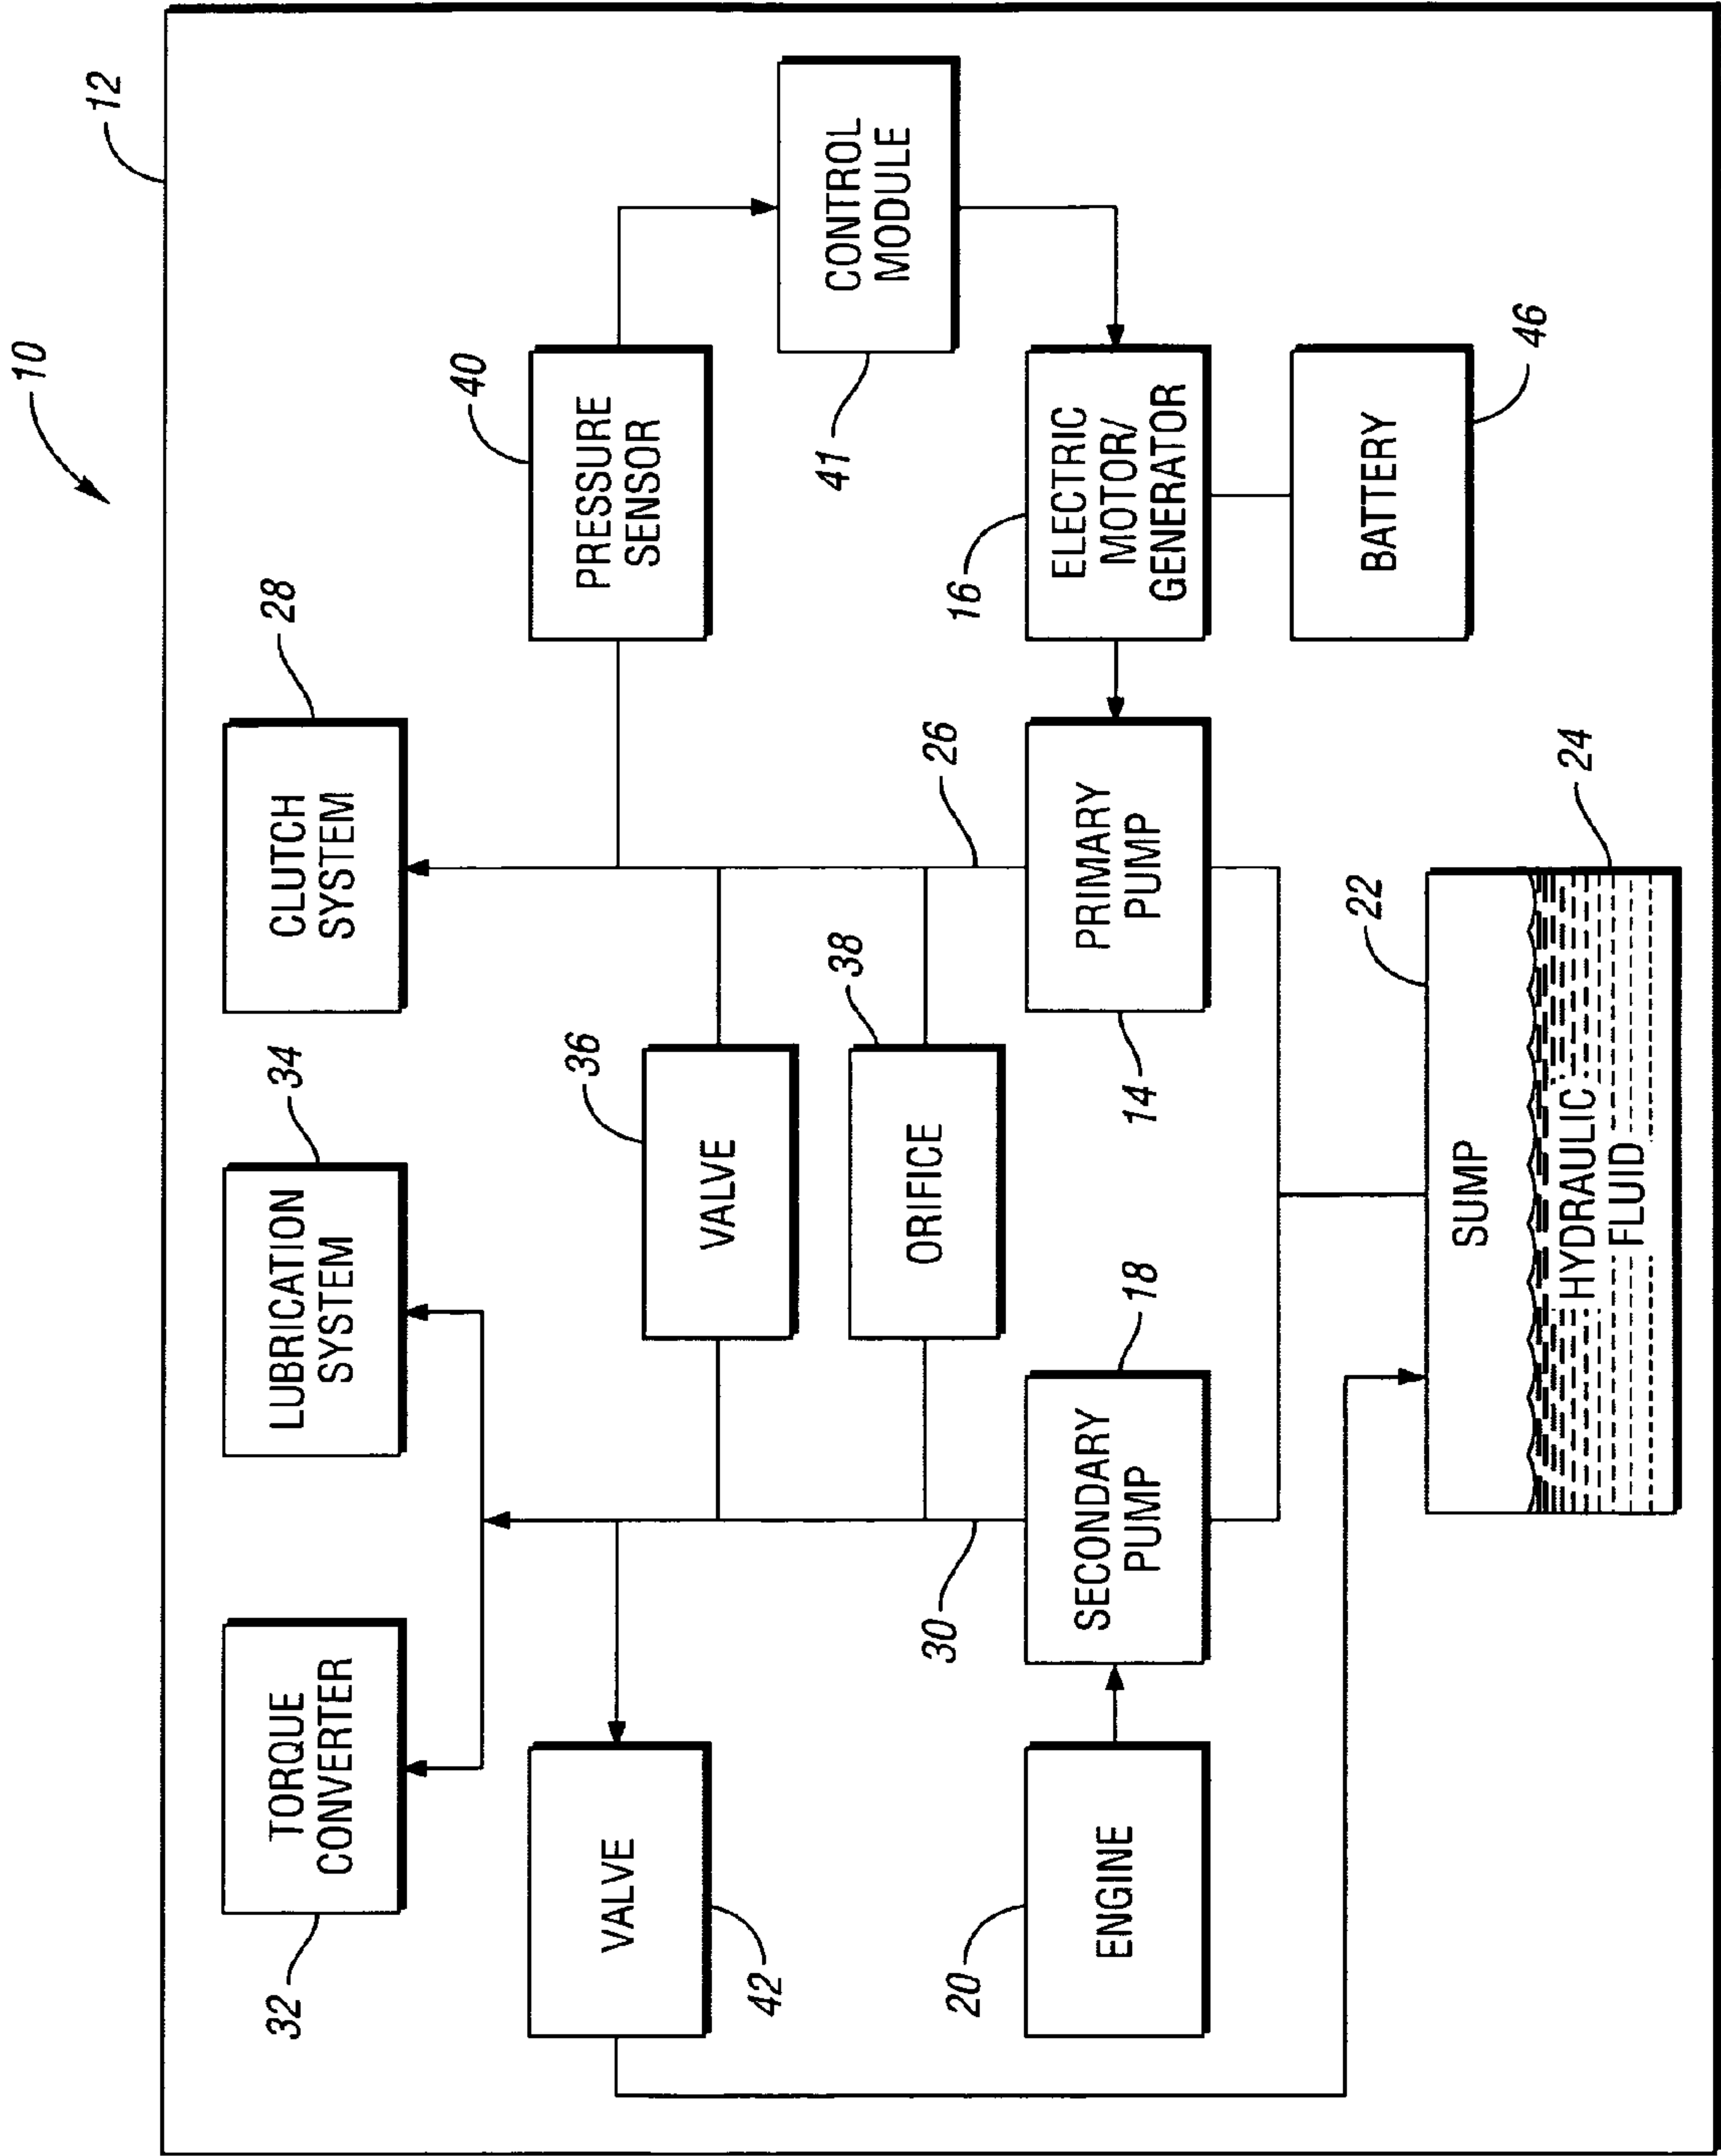 10
12
TORQUE
CONVERTER
32
LUBRICATION
SYSTEM
34
CLUTCH
SYSTEM
28
VALVE
42
VALVE
36
PRESSURE
SENSOR
40
ORIFICE
38
CONTROL
MODULE
41
30
26
ENGINE
20
SECONDARY
PUMP
18
PRIMARY
PUMP
14
ELECTRIC
MOTOR/
GENERATOR
16
BATTERY
46
SUMP
22
HYDRAULIC
FLUID
24